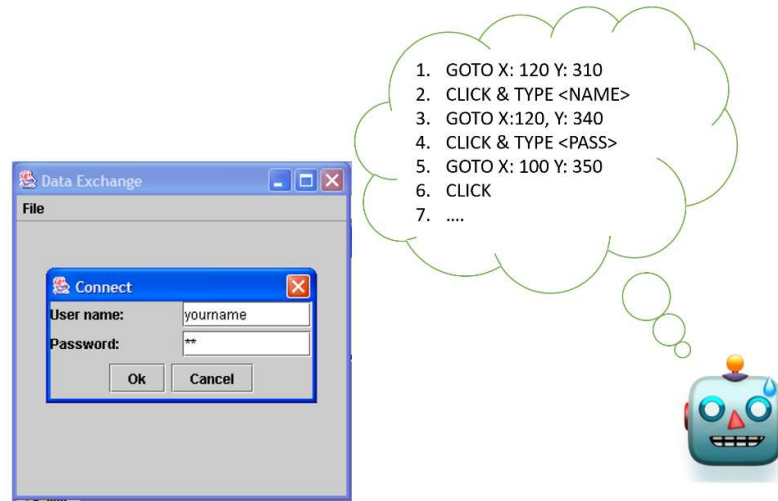 1. GOTO X: 120 Y: 310
2. CLICK & TYPE <NAME>
3. GOTO X:120, Y: 340
4. CLICK & TYPE <PASS>
5. GOTO X: 100 Y: 350
6. CLICK
7. ....
Data Exchange
File
Connect
User name: yourname
Password: **
Ok Cancel